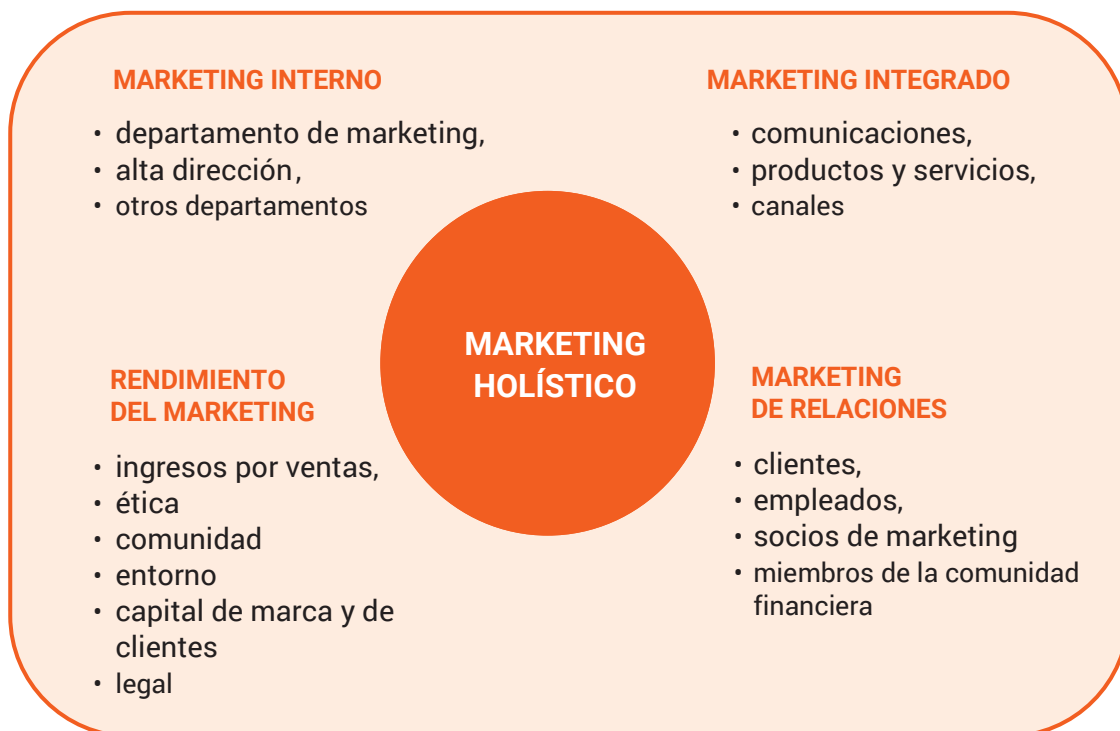 MARKETING INTERNO
• departamento de marketing,
• alta dirección,
• otros departamentos
MARKETING INTEGRADO
• comunicaciones,
• productos y servicios,
• canales
MARKETING
HOLÍSTICO
RENDIMIENTO
DEL MARKETING
• ingresos por ventas,
• ética
• comunidad
• entorno
• capital de marca y de
clientes
• legal
MARKETING
DE RELACIONES
• clientes,
• empleados,
• socios de marketing
• miembros de la comunidad
financiera